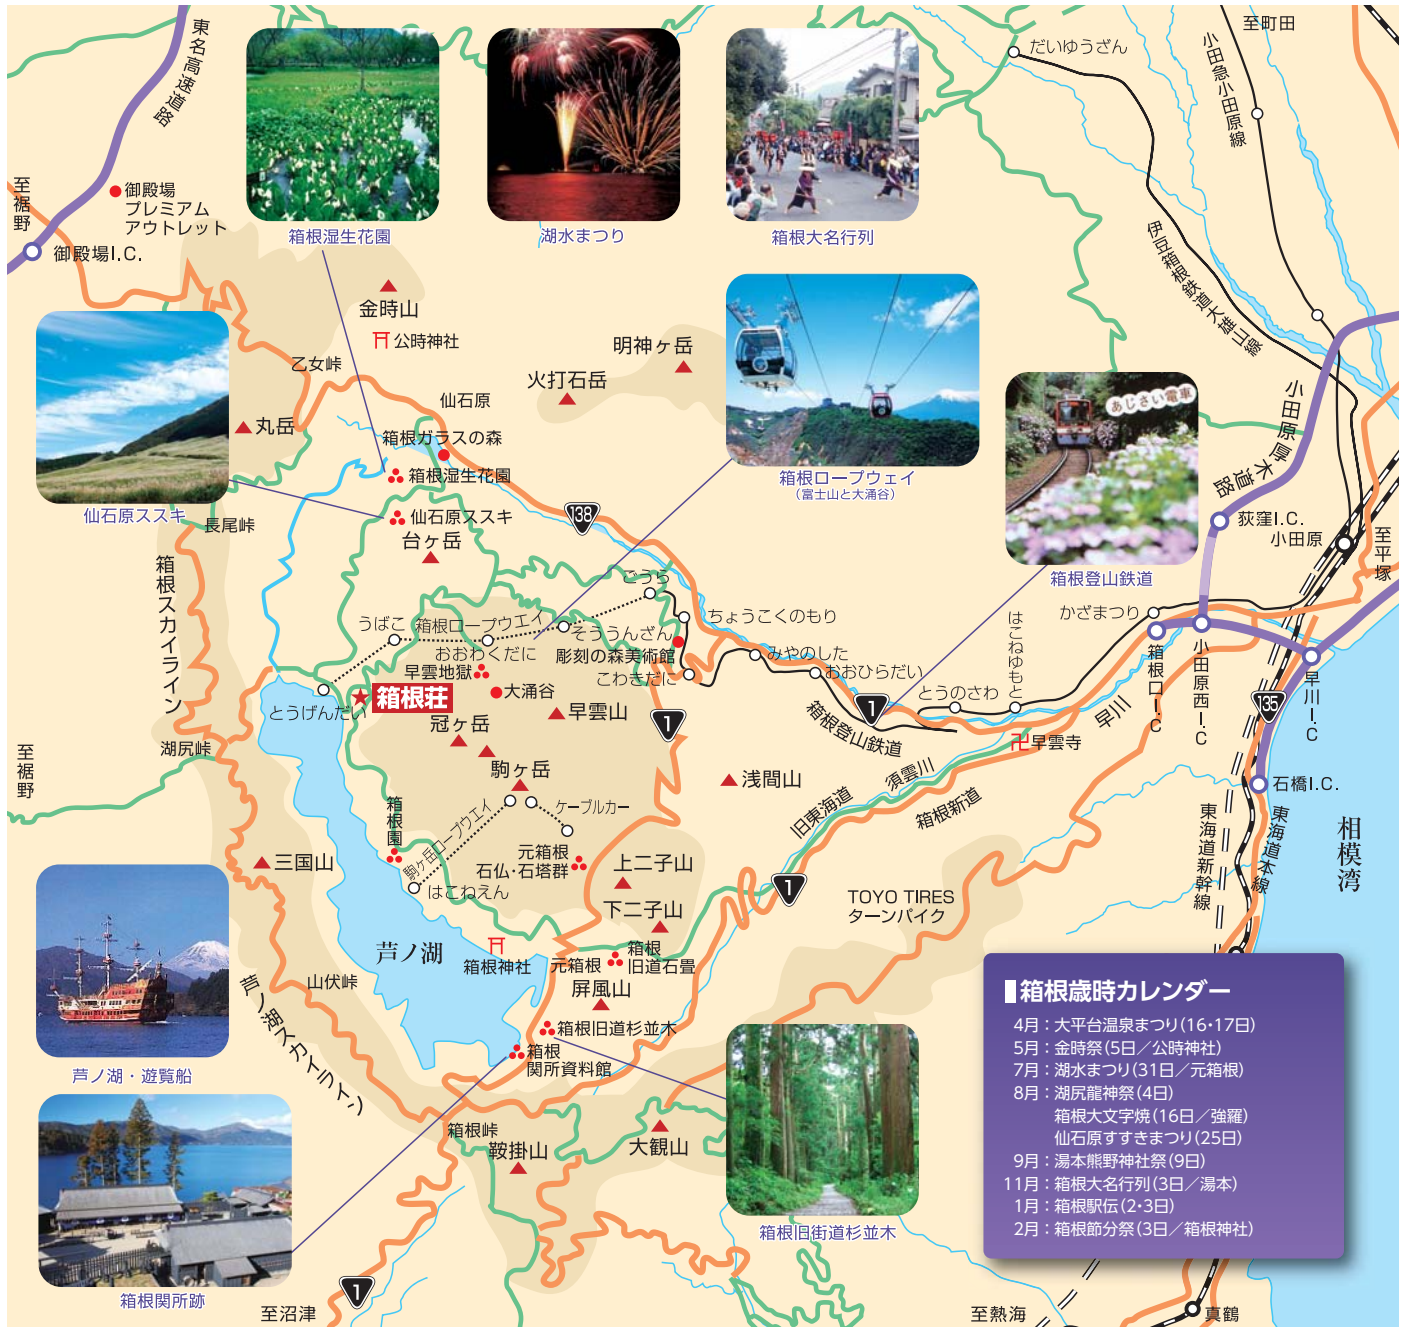 東名高速道路
至裾野
御殿場
プレミアム
アウトレット
御殿場I.C.
箱根湿生花園
湖水まつり
箱根大名行列
だいゆうざん
至町田
小田急小田原線
伊豆箱根鉄道大雄山線
金時山
公時神社
乙女峠
仙石原
火打石岳
明神ヶ岳
丸岳
箱根ガラスの森
箱根湿生花園
仙石原ススキ
仙石原ススキ
長尾峠
台ヶ岳
138
箱根ロープウェイ
(富士山と大涌谷)
あじさい電車
箱根登山鉄道
小田原厚木道路
荻窪I.C.
小田原
至平塚
箱根スカイライン
ごうら
うばこ
箱根ロープウエイ
おおわくだに
そううんざん
ちょうこくのもり
彫刻の森美術館
こわきだに
みやのした
おおひらだい
とうのさわ
はこねゆもと
かざまつり
箱根口I・C
小田原西I・C
早川I・C
135
早雲地獄
大涌谷
箱根荘
とうげんだい
早雲山
冠ヶ岳
1
1
箱根登山鉄道
早川
早雲寺
須雲川
旧東海道
箱根新道
石橋I.C.
湖尻峠
至裾野
駒ヶ岳
浅間山
ケーブルカー
駒ヶ岳ロープウエイ
箱根園
はこねえん
元箱根
石仏・石塔群
上二子山
下二子山
1
TOYO TIRES
ターンパイク
東海道新幹線
東海道本線
相模湾
三国山
芦ノ湖
箱根神社
元箱根
箱根
旧道石畳
屏風山
山伏峠
芦ノ湖スカイライン
芦ノ湖・遊覧船
箱根旧道杉並木
箱根
関所資料館
箱根峠
鞍掛山
大観山
箱根旧街道杉並木
箱根関所跡
1
至沼津
至熱海
真鶴
箱根歳時カレンダー
4月：大平台温泉まつり(16・17日)
5月：金時祭(5日／公時神社)
7月：湖水まつり(31日／元箱根)
8月：湖尻龍神祭(4日)
箱根大文字焼(16日／強羅)
仙石原すすきまつり(25日)
9月：湯本熊野神社祭(9日)
11月：箱根大名行列(3日／湯本)
1月：箱根駅伝(2・3日)
2月：箱根節分祭(3日／箱根神社)